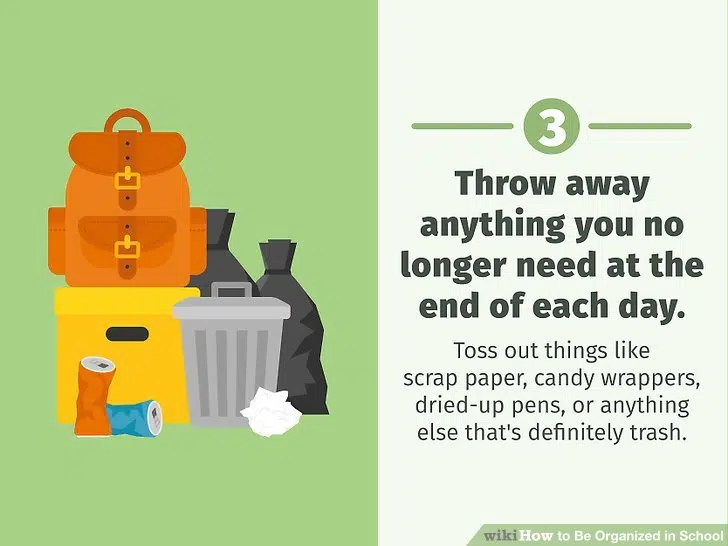 3
Throw away
anything you no
longer need at the
end of each day.
Toss out things like
scrap paper, candy wrappers,
dried-up pens, or anything
else that's definitely trash.
wikiHow to Be Organized in School